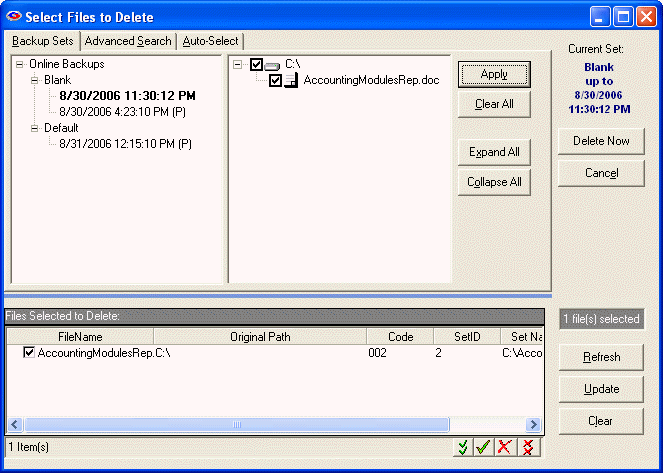 Select Files to Delete
Backup Sets
Advanced Search
Auto-Select
Online Backups
Blank
8/30/2006 11:30:12 PM
8/30/2006 4:23:10 PM (P)
Default
8/31/2006 12:15:10 PM (P)
C:\
AccountingModulesRep.doc
Apply
Clear All
Expand All
Collapse All
Current Set:
Blank
up to
8/30/2006
11:30:12 PM
Delete Now
Cancel
Files Selected to Delete:
FileName Original Path Code SetID Set Na
AccountingModulesRep. C:\ 002 2 C:\Acco
1 Item(s)
1 file(s) selected
Refresh
Update
Clear